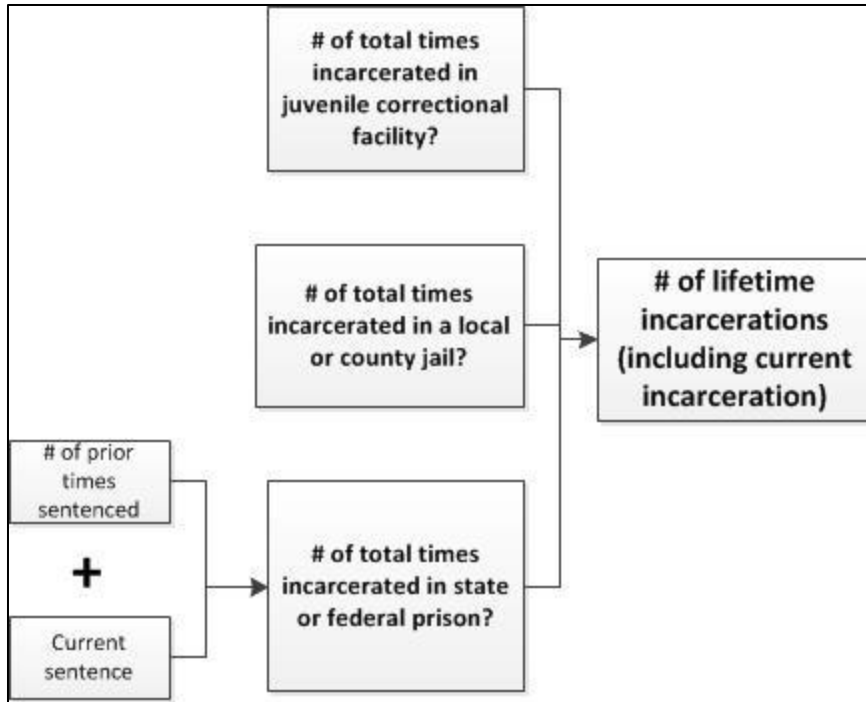 # of total times
incarcerated in
juvenile correctional
facility?
# of total times
incarcerated in a local
or county jail?
# of lifetime
incarcerations
(including current
incarceration)
# of prior
times
sentenced
+
Current
sentence
# of total times
incarcerated in state
or federal prison?